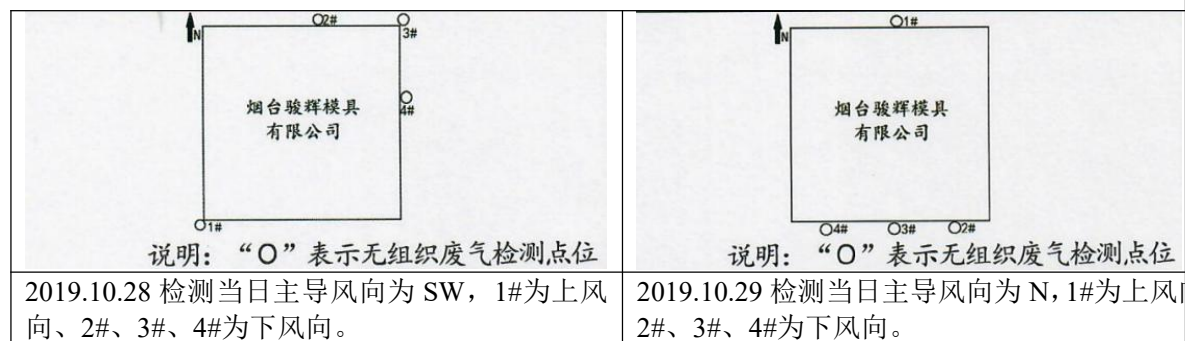 O2#
N
3#
烟台骏辉模具
有限公司
4#
O1#
说明：“O”表示无组织废气检测点位
2019.10.28 检测当日主导风向为 SW，1#为上风
向、2#、3#、4#为下风向。
O1#
N
烟台骏辉模具
有限公司
O4# O3# O2#
说明：“O”表示无组织废气检测点位
2019.10.29 检测当日主导风向为 N，1#为上风
2#、3#、4#为下风向。